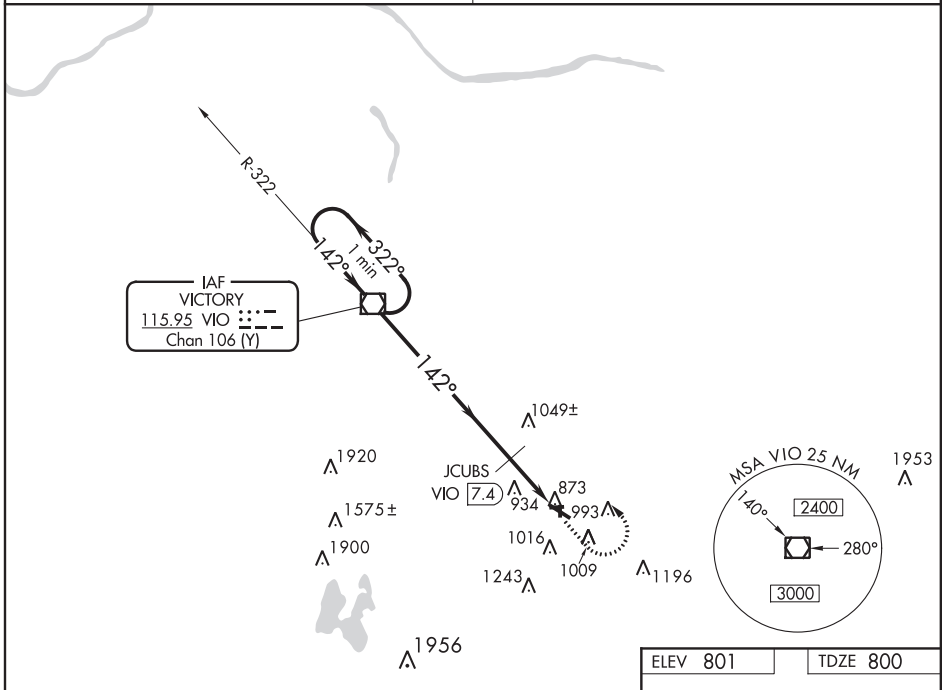 R-322
142°
1 min
322°
IAF
VICTORY
115.95 VIO
Chan 106 (Y)
142°
1049±
1920
JCUBS
VIO 7.4
934
873
993
1575±
1900
1016
1009
1243
1196
1956
MSA VIO 25 NM
1953
140°
2400
280°
3000
ELEV 801
TDZE 800